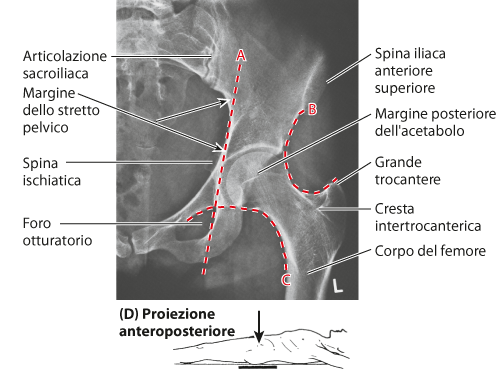 Articolazione
sacroiliaca
Margine
dello stretto
pelvico
Spina
ischiatica
Foro
otturatorio
A
B
C
L
Spina iliaca
anteriore
superiore
Margine posteriore
dell'acetabolo
Grande
trocantere
Cresta
intertrocanterica
Corpo del femore
(D) Proiezione
anteroposteriore